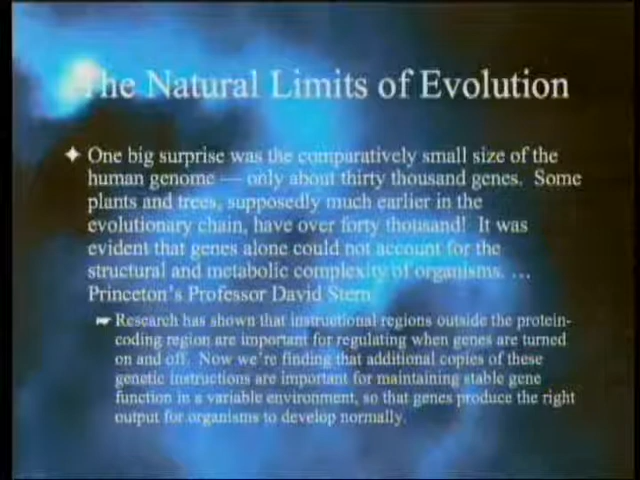 The Natural Limits of Evolution
One big surprise was the comparatively small size of the
human genome — only about thirty thousand genes. Some
plants and trees, supposedly much earlier in the
evolutionary chain, have over forty thousand! It was
evident that genes alone could not account for the
structural and metabolic complexity of organisms. …
Princeton's Professor David Stern
Research has shown that instructional regions outside the protein-
coding region are important for regulating when genes are turned
on and off. Now we're finding that additional copies of these
genetic instructions are important for maintaining stable gene
function in a variable environment, so that genes produce the right
output for organisms to develop normally.